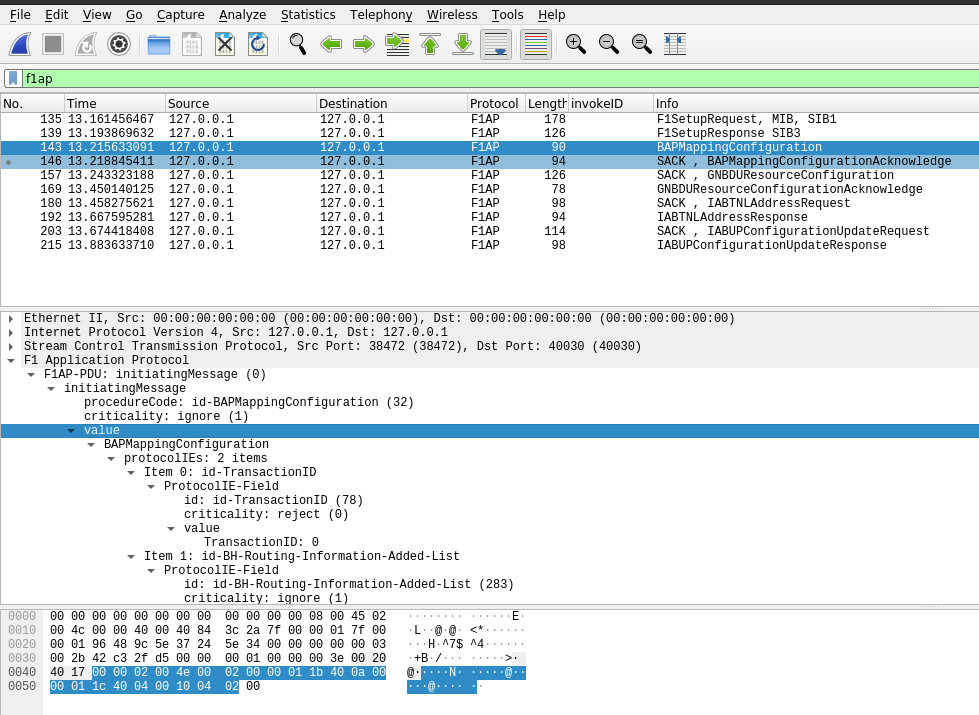 File Edit View Go Capture Analyze Statistics Telephony Wireless Tools Help
f1ap
No. Time Source Destination Protocol Length invokeID Info
135 13.161456467 127.0.0.1 127.0.0.1 F1AP 178 F1SetupRequest, MIB, SIB1
139 13.193869632 127.0.0.1 127.0.0.1 F1AP 126 F1SetupResponse SIB3
143 13.215633091 127.0.0.1 127.0.0.1 F1AP 90 BAPMappingConfiguration
146 13.218845411 127.0.0.1 127.0.0.1 F1AP 94 SACK , BAPMappingConfigurationAcknowledge
157 13.243323188 127.0.0.1 127.0.0.1 F1AP 126 SACK , GNBDUResourceConfiguration
169 13.450140125 127.0.0.1 127.0.0.1 F1AP 78 GNBDUResourceConfigurationAcknowledge
180 13.458275621 127.0.0.1 127.0.0.1 F1AP 98 SACK , IABTNLAddressRequest
192 13.667595281 127.0.0.1 127.0.0.1 F1AP 94 IABTNLAddressResponse
203 13.674418408 127.0.0.1 127.0.0.1 F1AP 114 SACK , IABUPConfigurationUpdateRequest
215 13.883633710 127.0.0.1 127.0.0.1 F1AP 98 IABUPConfigurationUpdateResponse
Ethernet II, Src: 00:00:00:00:00:00 (00:00:00:00:00:00), Dst: 00:00:00:00:00:00 (00:00:00:00:00:00)
Internet Protocol Version 4, Src: 127.0.0.1, Dst: 127.0.0.1
Stream Control Transmission Protocol, Src Port: 38472 (38472), Dst Port: 40030 (40030)
F1 Application Protocol
F1AP-PDU: initiatingMessage (0)
initiatingMessage
procedureCode: id-BAPMappingConfiguration (32)
criticality: ignore (1)
value
BAPMappingConfiguration
protocolIEs: 2 items
Item 0: id-TransactionID
ProtocolIE-Field
id: id-TransactionID (78)
criticality: reject (0)
value
TransactionID: 0
Item 1: id-BH-Routing-Information-Added-List
ProtocolIE-Field
id: id-BH-Routing-Information-Added-List (283)
criticality: ignore (1)
0000 00 00 00 00 00 00 00 00 00 00 00 00 08 00 45 02 ········ ······E·
0010 00 4c 00 00 40 00 40 84 3c 2a 7f 00 00 01 7f 00 ·L··@·@· <*······
0020 00 01 96 48 9c 5e 37 24 5e 34 00 00 00 00 00 03 ···H·^7$ ^4······
0030 00 2b 42 c3 2f d5 00 00 00 01 00 00 00 3e 00 20 ·+B·/··· ·····>·
0040 40 17 00 00 02 00 4e 00 02 00 00 01 1b 40 0a 00 @·····N· ·····@··
0050 00 01 1c 40 04 00 10 04 02 00 ···@···· ··